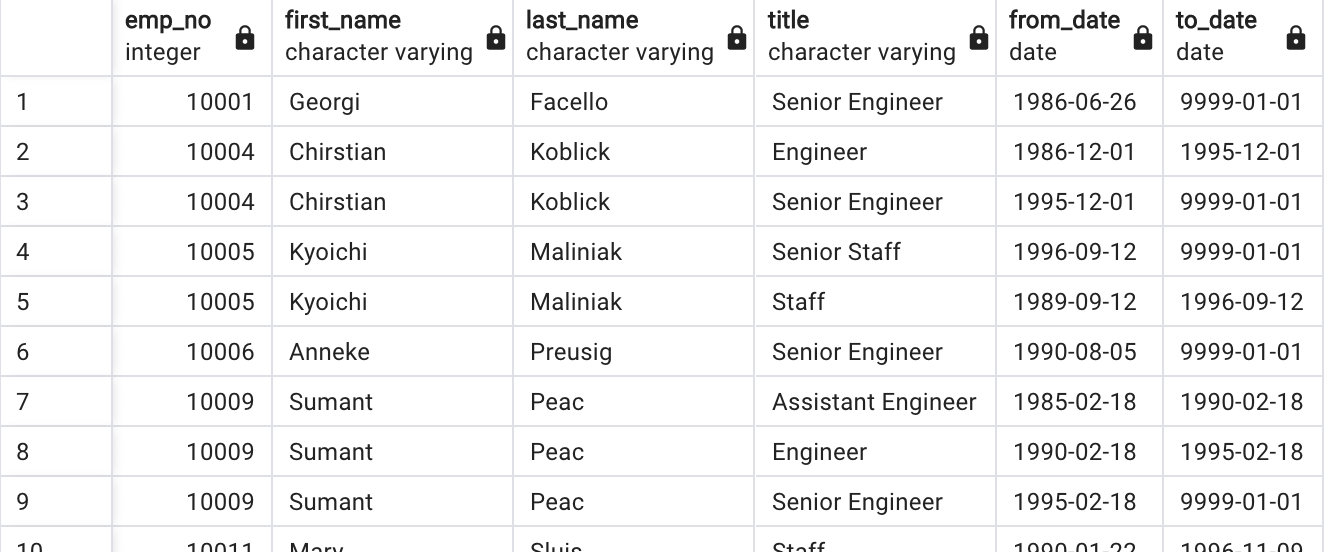 emp_no first_name last_name title from_date to_date
integer character varying character varying character varying date date
1 10001 Georgi Facello Senior Engineer 1986-06-26 9999-01-01
2 10004 Chirstian Koblick Engineer 1986-12-01 1995-12-01
3 10004 Chirstian Koblick Senior Engineer 1995-12-01 9999-01-01
4 10005 Kyoichi Maliniak Senior Staff 1996-09-12 9999-01-01
5 10005 Kyoichi Maliniak Staff 1989-09-12 1996-09-12
6 10006 Anneke Preusig Senior Engineer 1990-08-05 9999-01-01
7 10009 Sumant Peac Assistant Engineer 1985-02-18 1990-02-18
8 10009 Sumant Peac Engineer 1990-02-18 1995-02-18
9 10009 Sumant Peac Senior Engineer 1995-02-18 9999-01-01
10 10011 Mary Sluis Staff 1990-01-22 1996-11-09